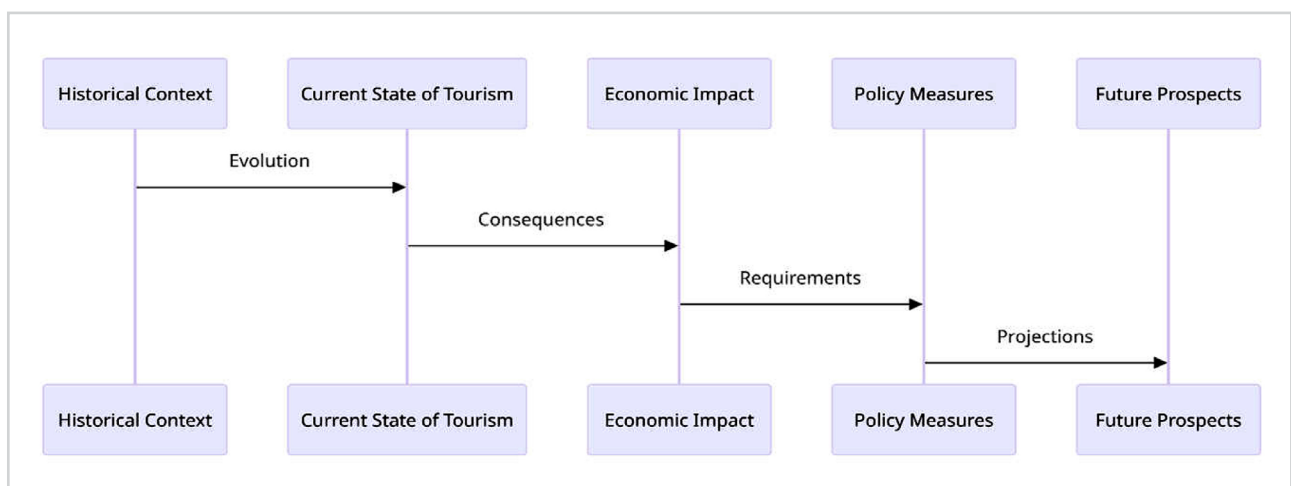 Historical Context
Current State of Tourism
Economic Impact
Policy Measures
Future Prospects
Evolution
Consequences
Requirements
Projections
Historical Context
Current State of Tourism
Economic Impact
Policy Measures
Future Prospects